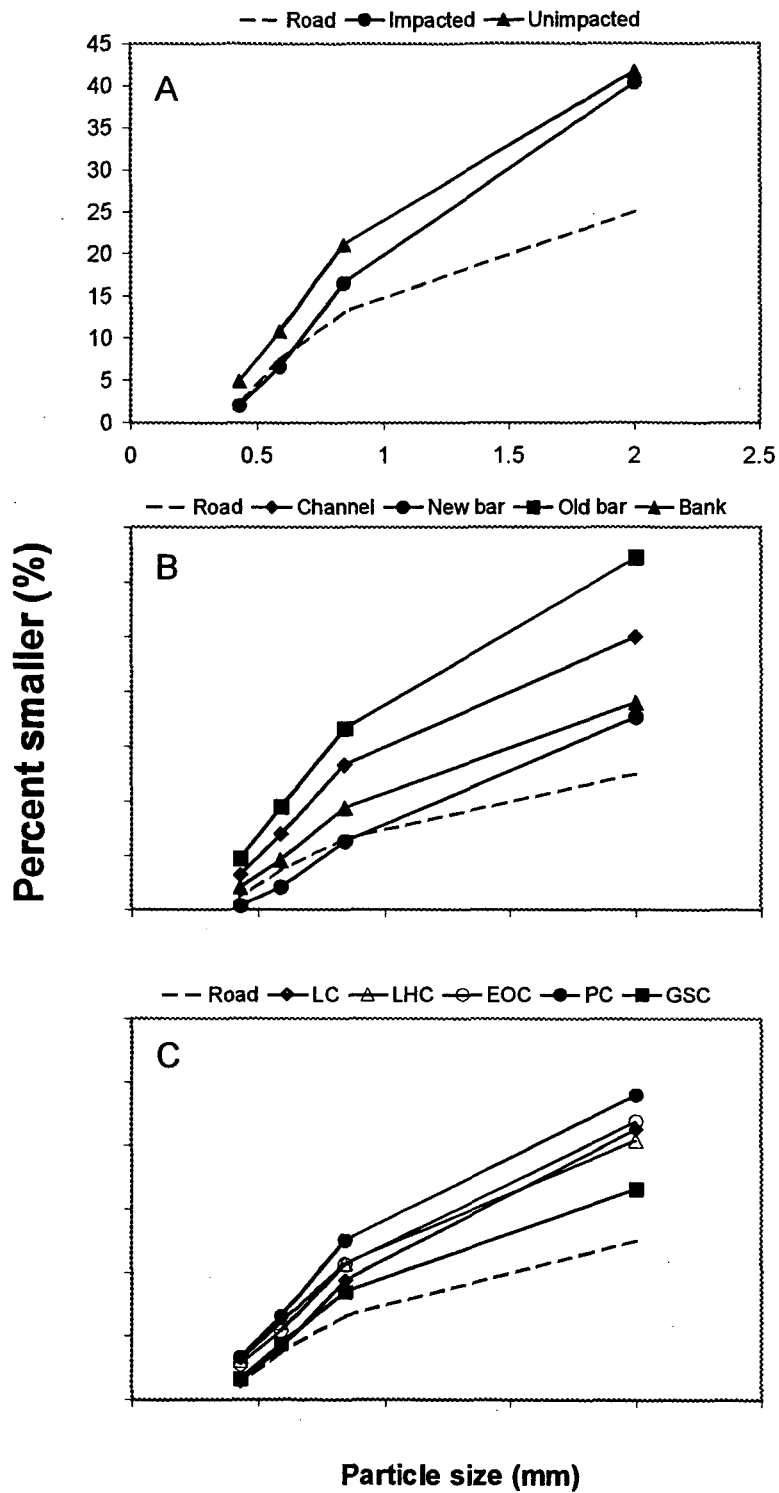 Road Impacted Unimpacted
45
A
40
35
30
25
20
15
10
5
0
0 0.5 1 1.5 2 2.5
Road Channel New bar Old bar Bank
B
Percent smaller (%)
Road LC LHC EOC PC GSC
C
Particle size (mm)